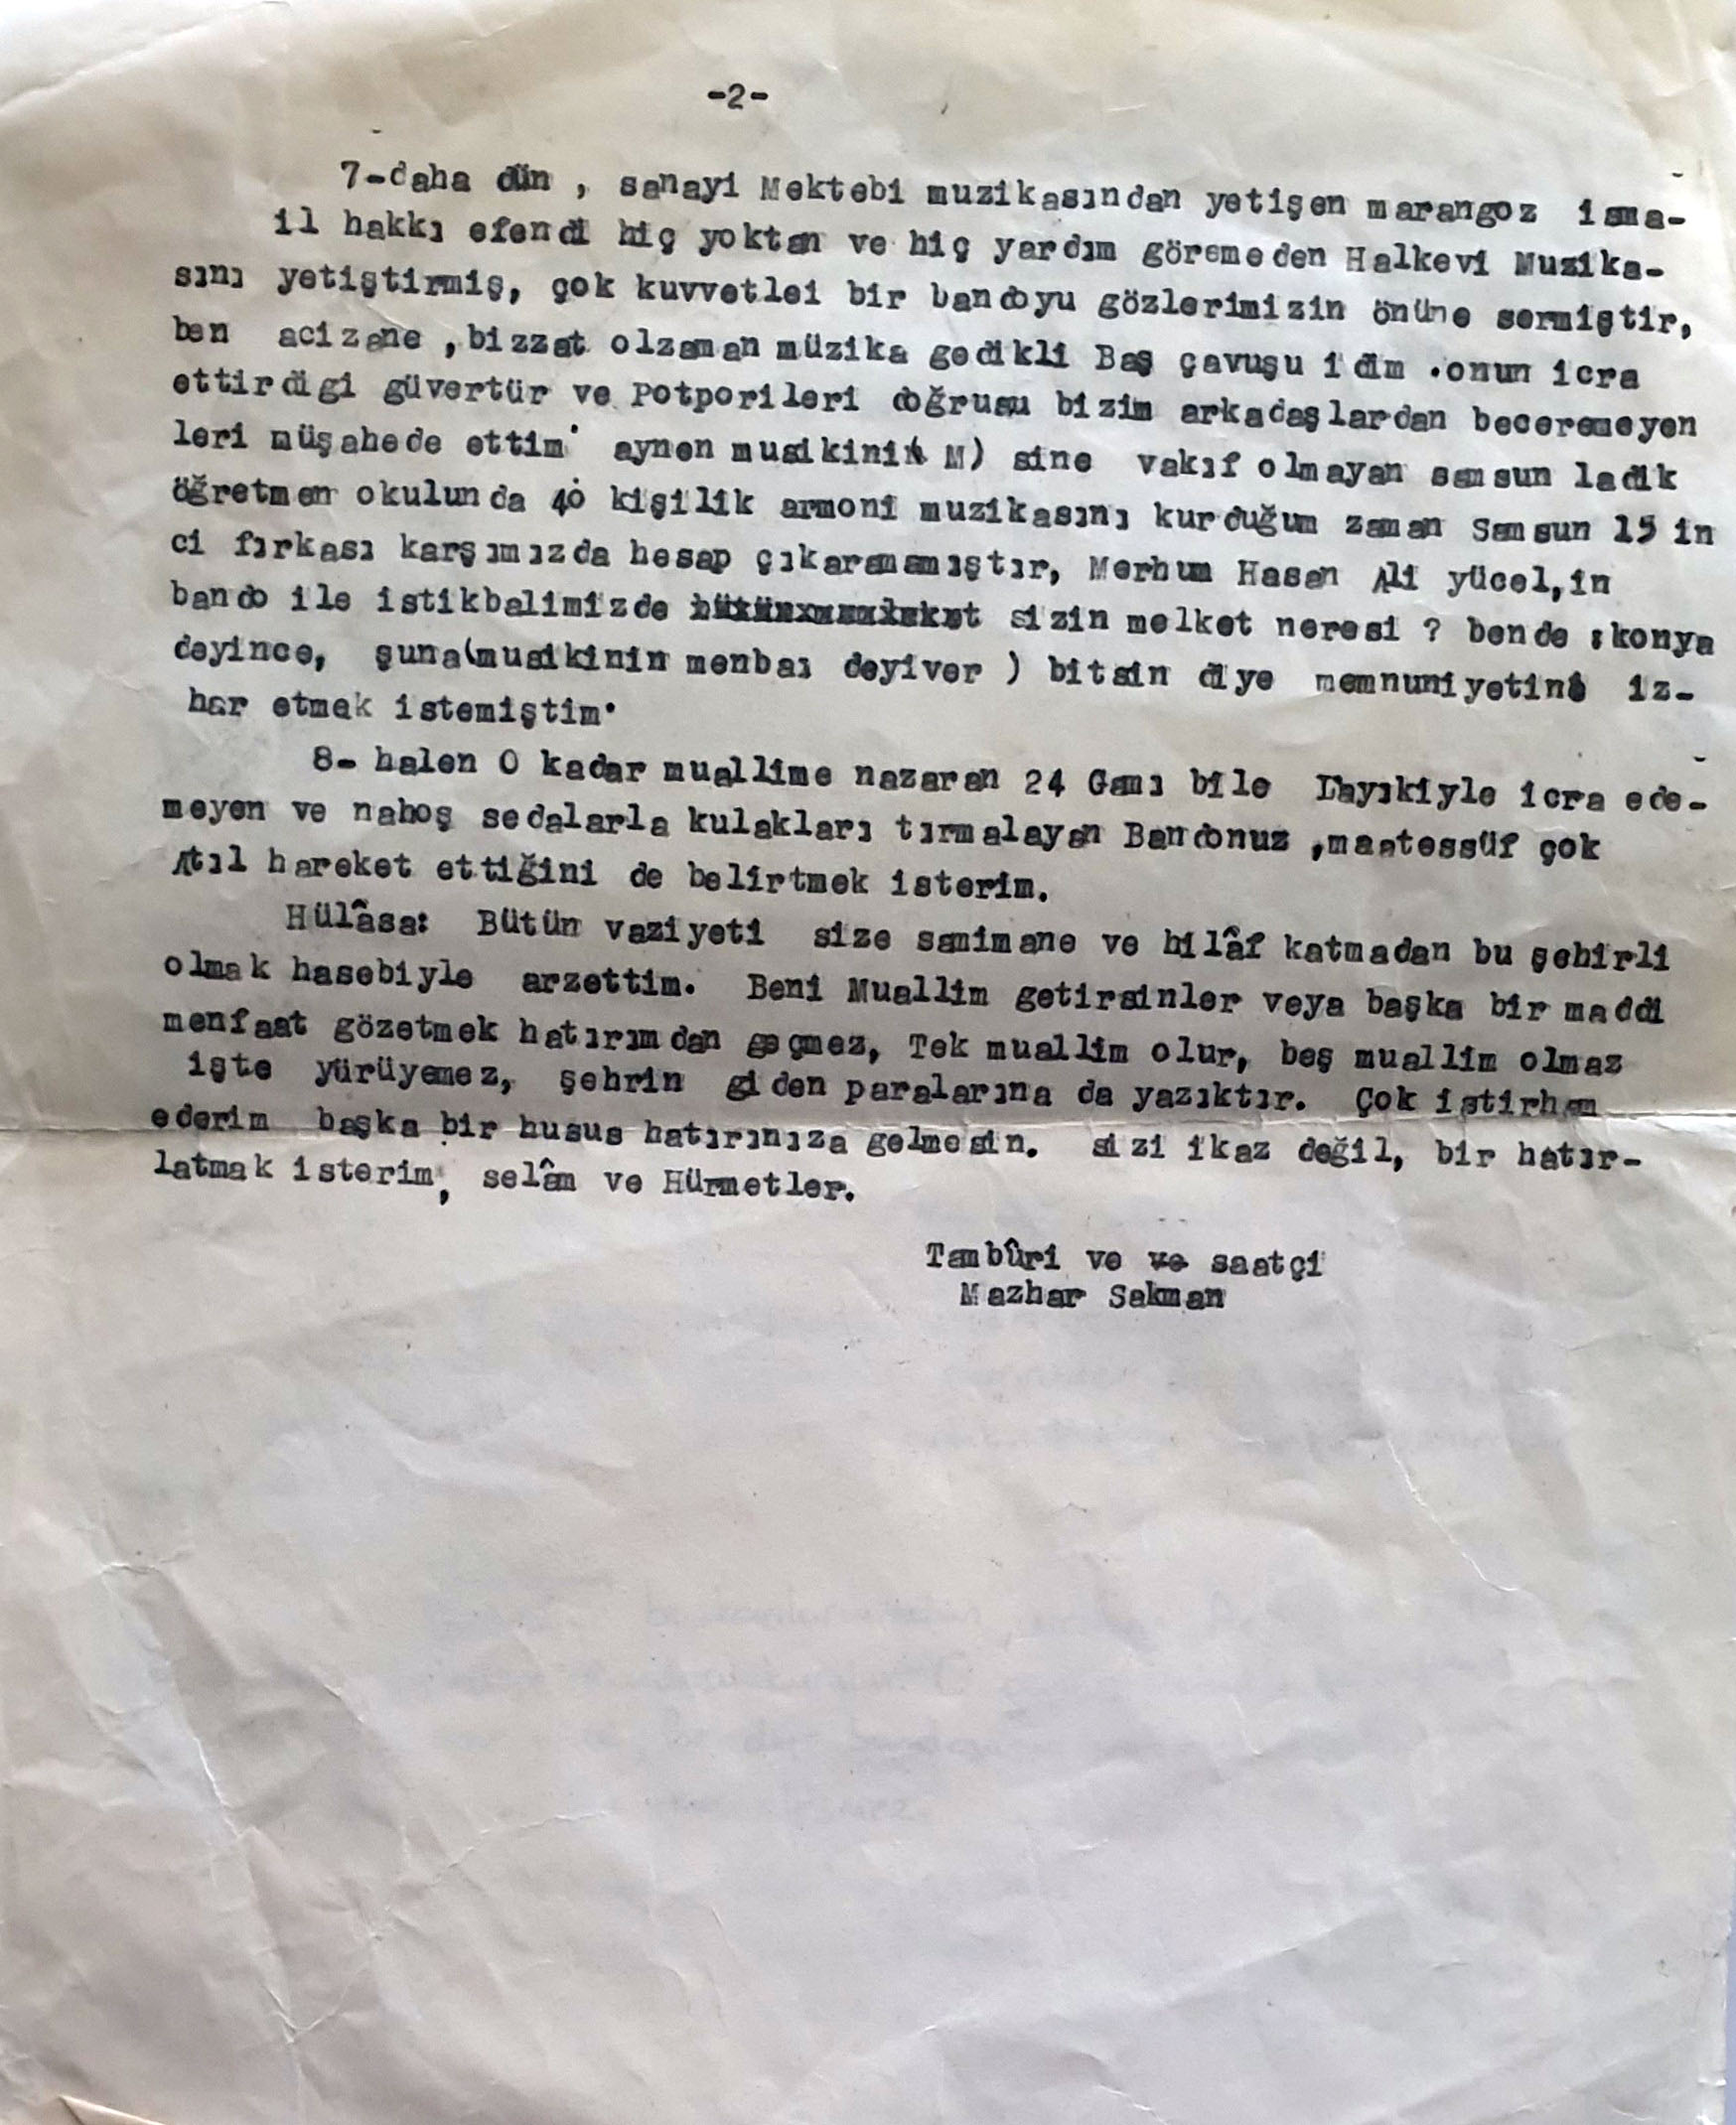 -2-
7-daha dün , sanayi Mektebi muzikasından yetişen marangoz isma-
il hakkı efendi hiç yoktan ve hiç yardım göremeden Halkevi Muzika-
sını yetiştirmiş, çok kuvvetlei bir bandoyu gözlerimizin önüne sermiştir,
ben acizane ,bizzat olzaman müzika gedikli Baş çavuşu idim .onun icra
ettirdigi güvertür ve Potporileri doğrusu bizim arkadaşlardan beceremeyen
leri müşahede ettim. aynen musikinin( M) sine vakıf olmayan samsun ladik
öğretmen okulunda 40 kişilik armoni muzikasını kurduğum zaman Samsun 15 in
ci fırkası karşımızda hesap çıkaramamıştır, Merhum Hasan Ali yücel,in
bando ile istikbalimizde sizin melket neresi ? bende :konya
deyince, şuna(musikinin menbaı deyiver ) bitsin diye memnuniyetini iz-
har etmek istemiştim.
8- halen O kadar muallime nazaran 24 Gamı bile Layıkiyle icra ede-
meyen ve nahoş sedalarla kulakları tırmalayan Bandonuz ,maatessüf çok
Atıl hareket ettiğini de belirtmek isterim.
Hülâsa: Bütün vaziyeti size samimane ve hilâf katmadan bu şehirli
olmak hasebiyle arzettim. Beni Muallim getirsinler veya başka bir maddi
menfaat gözetmek hatırımdan geçmez, Tek muallim olur, beş muallim olmaz
işte yürüyemez, şehrin giden paralarına da yazıktır. Çok istirham
ederim başka bir husus hatırınıza gelmesin. sizi ikaz değil, bir hatır-
latmak isterim, selâm ve Hürmetler.
Tambûri ve ve saatçi
Mazhar Sakman